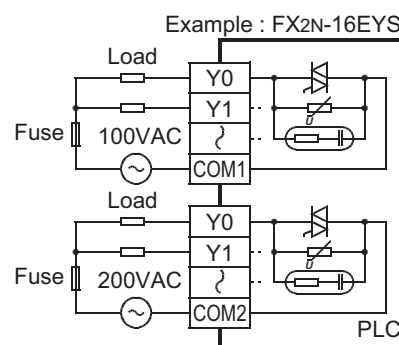 Example : FX2N-16EYS
Load
Y0
Y1
Fuse
100VAC
COM1
U
Load
Y0
Y1
Fuse
200VAC
COM2
U
PLC